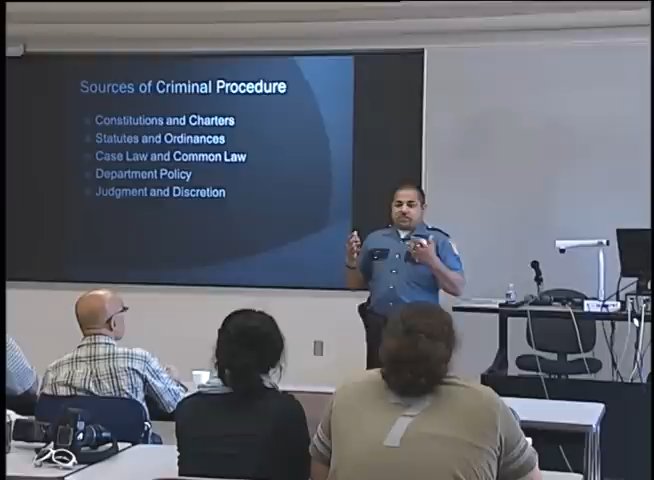 Sources of Criminal Procedure
Constitutions and Charters
Statutes and Ordinances
Case Law and Common Law
Department Policy
Judgment and Discretion